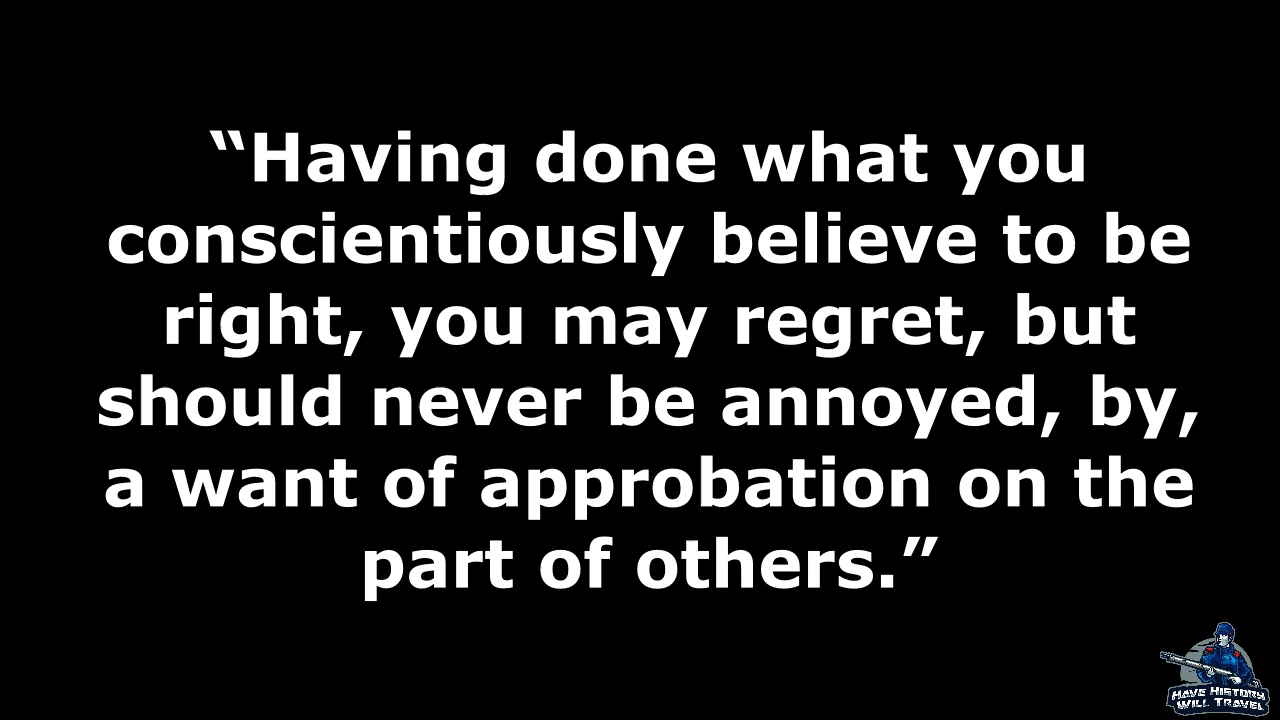 “Having done what you
conscientiously believe to be
right, you may regret, but
should never be annoyed, by,
a want of approbation on the
part of others.”
HAVE HISTORY
WILL TRAVEL